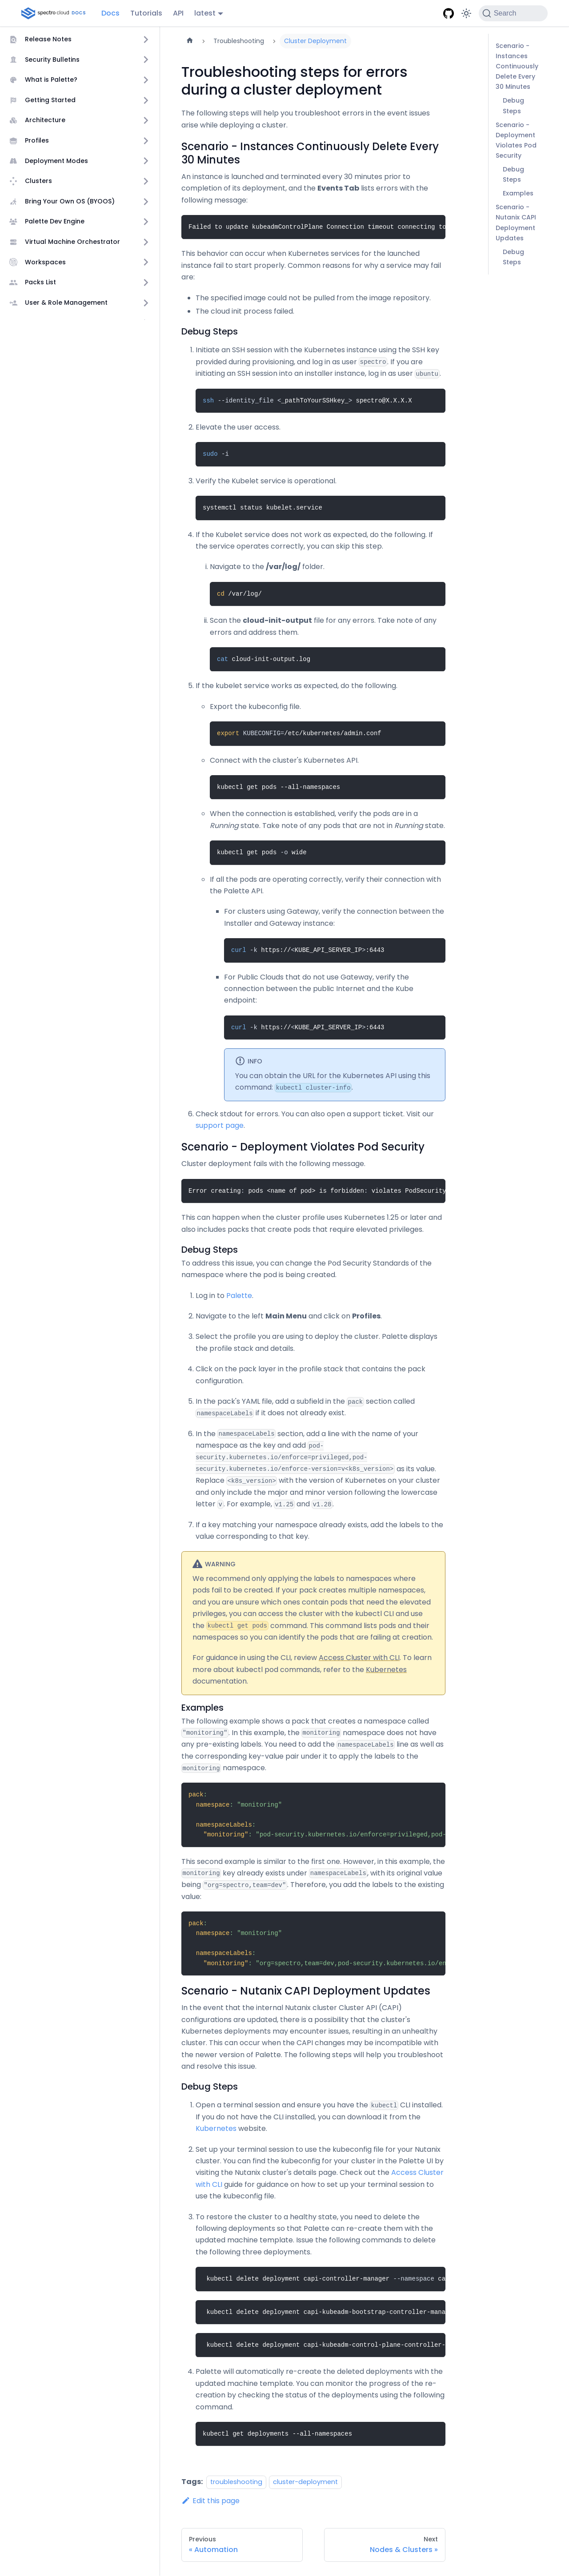 spectro cloud DOCS
Docs
Tutorials
API
latest
Search
Release Notes
Security Bulletins
What is Palette?
Getting Started
Architecture
Profiles
Deployment Modes
Clusters
Bring Your Own OS (BYOOS)
Palette Dev Engine
Virtual Machine Orchestrator
Workspaces
Packs List
User & Role Management
Troubleshooting
Cluster Deployment
Troubleshooting steps for errors
during a cluster deployment
The following steps will help you troubleshoot errors in the event issues
arise while deploying a cluster.
Scenario - Instances Continuously Delete Every
30 Minutes
An instance is launched and terminated every 30 minutes prior to
completion of its deployment, and the Events Tab lists errors with the
following message:
Failed to update kubeadmControlPlane Connection timeout connecting to
This behavior can occur when Kubernetes services for the launched
instance fail to start properly. Common reasons for why a service may fail
are:
• The specified image could not be pulled from the image repository.
• The cloud init process failed.
Debug Steps
1. Initiate an SSH session with the Kubernetes instance using the SSH key
provided during provisioning, and log in as user spectro. If you are
initiating an SSH session into an installer instance, log in as user ubuntu.
ssh --identity_file <_pathToYourSSHkey_> spectro@X.X.X.X
2. Elevate the user access.
sudo -i
3. Verify the Kubelet service is operational.
systemctl status kubelet.service
4. If the Kubelet service does not work as expected, do the following. If
the service operates correctly, you can skip this step.
i. Navigate to the /var/log/ folder.
cd /var/log/
ii. Scan the cloud-init-output file for any errors. Take note of any
errors and address them.
cat cloud-init-output.log
5. If the kubelet service works as expected, do the following.
Export the kubeconfig file.
export KUBECONFIG=/etc/kubernetes/admin.conf
Connect with the cluster's Kubernetes API.
kubectl get pods --all-namespaces
When the connection is established, verify the pods are in a
Running state. Take note of any pods that are not in Running state.
kubectl get pods -o wide
If all the pods are operating correctly, verify their connection with
the Palette API.
For clusters using Gateway, verify the connection between the
Installer and Gateway instance:
curl -k https://<KUBE_API_SERVER_IP>:6443
For Public Clouds that do not use Gateway, verify the
connection between the public Internet and the Kube
endpoint:
curl -k https://<KUBE_API_SERVER_IP>:6443
INFO
You can obtain the URL for the Kubernetes API using this
command: kubectl cluster-info.
6. Check stdout for errors. You can also open a support ticket. Visit our
support page.
Scenario - Deployment Violates Pod Security
Cluster deployment fails with the following message.
Error creating: pods <name of pod> is forbidden: violates PodSecurity
This can happen when the cluster profile uses Kubernetes 1.25 or later and
also includes packs that create pods that require elevated privileges.
Debug Steps
To address this issue, you can change the Pod Security Standards of the
namespace where the pod is being created.
1. Log in to Palette.
2. Navigate to the left Main Menu and click on Profiles.
3. Select the profile you are using to deploy the cluster. Palette displays
the profile stack and details.
4. Click on the pack layer in the profile stack that contains the pack
configuration.
5. In the pack's YAML file, add a subfield in the pack section called
namespaceLabels if it does not already exist.
6. In the namespaceLabels section, add a line with the name of your
namespace as the key and add pod-
security.kubernetes.io/enforce=privileged,pod-
security.kubernetes.io/enforce-version=v<k8s_version> as its value.
Replace <k8s_version> with the version of Kubernetes on your cluster
and only include the major and minor version following the lowercase
letter v. For example, v1.25 and v1.28.
7. If a key matching your namespace already exists, add the labels to the
value corresponding to that key.
WARNING
We recommend only applying the labels to namespaces where
pods fail to be created. If your pack creates multiple namespaces,
and you are unsure which ones contain pods that need the elevated
privileges, you can access the cluster with the kubectl CLI and use
the kubectl get pods command. This command lists pods and their
namespaces so you can identify the pods that are failing at creation.
For guidance in using the CLI, review Access Cluster with CLI. To learn
more about kubectl pod commands, refer to the Kubernetes
documentation.
Examples
The following example shows a pack that creates a namespace called
"monitoring". In this example, the monitoring namespace does not have
any pre-existing labels. You need to add the namespaceLabels line as well as
the corresponding key-value pair under it to apply the labels to the
monitoring namespace.
pack:
namespace: "monitoring"
namespaceLabels:
"monitoring": "pod-security.kubernetes.io/enforce=privileged,pod-
This second example is similar to the first one. However, in this example, the
monitoring key already exists under namespaceLabels, with its original value
being "org=spectro,team=dev". Therefore, you add the labels to the existing
value:
pack:
namespace: "monitoring"
namespaceLabels:
"monitoring": "org=spectro,team=dev,pod-security.kubernetes.io/en
Scenario - Nutanix CAPI Deployment Updates
In the event that the internal Nutanix cluster Cluster API (CAPI)
configurations are updated, there is a possibility that the cluster's
Kubernetes deployments may encounter issues, resulting in an unhealthy
cluster. This can occur when the CAPI changes may be incompatible with
the newer version of Palette. The following steps will help you troubleshoot
and resolve this issue.
Debug Steps
1. Open a terminal session and ensure you have the kubectl CLI installed.
If you do not have the CLI installed, you can download it from the
Kubernetes website.
2. Set up your terminal session to use the kubeconfig file for your Nutanix
cluster. You can find the kubeconfig for your cluster in the Palette UI by
visiting the Nutanix cluster's details page. Check out the Access Cluster
with CLI guide for guidance on how to set up your terminal session to
use the kubeconfig file.
3. To restore the cluster to a healthy state, you need to delete the
following deployments so that Palette can re-create them with the
updated machine template. Issue the following commands to delete
the following three deployments.
kubectl delete deployment capi-controller-manager --namespace ca
kubectl delete deployment capi-kubeadm-bootstrap-controller-mana
kubectl delete deployment capi-kubeadm-control-plane-controller-
4. Palette will automatically re-create the deleted deployments with the
updated machine template. You can monitor the progress of the re-
creation by checking the status of the deployments using the following
command.
kubectl get deployments --all-namespaces
Tags: troubleshooting cluster-deployment
Edit this page
Previous
« Automation
Next
Nodes & Clusters »
Scenario -
Instances
Continuously
Delete Every
30 Minutes
Debug
Steps
Scenario -
Deployment
Violates Pod
Security
Debug
Steps
Examples
Scenario -
Nutanix CAPI
Deployment
Updates
Debug
Steps